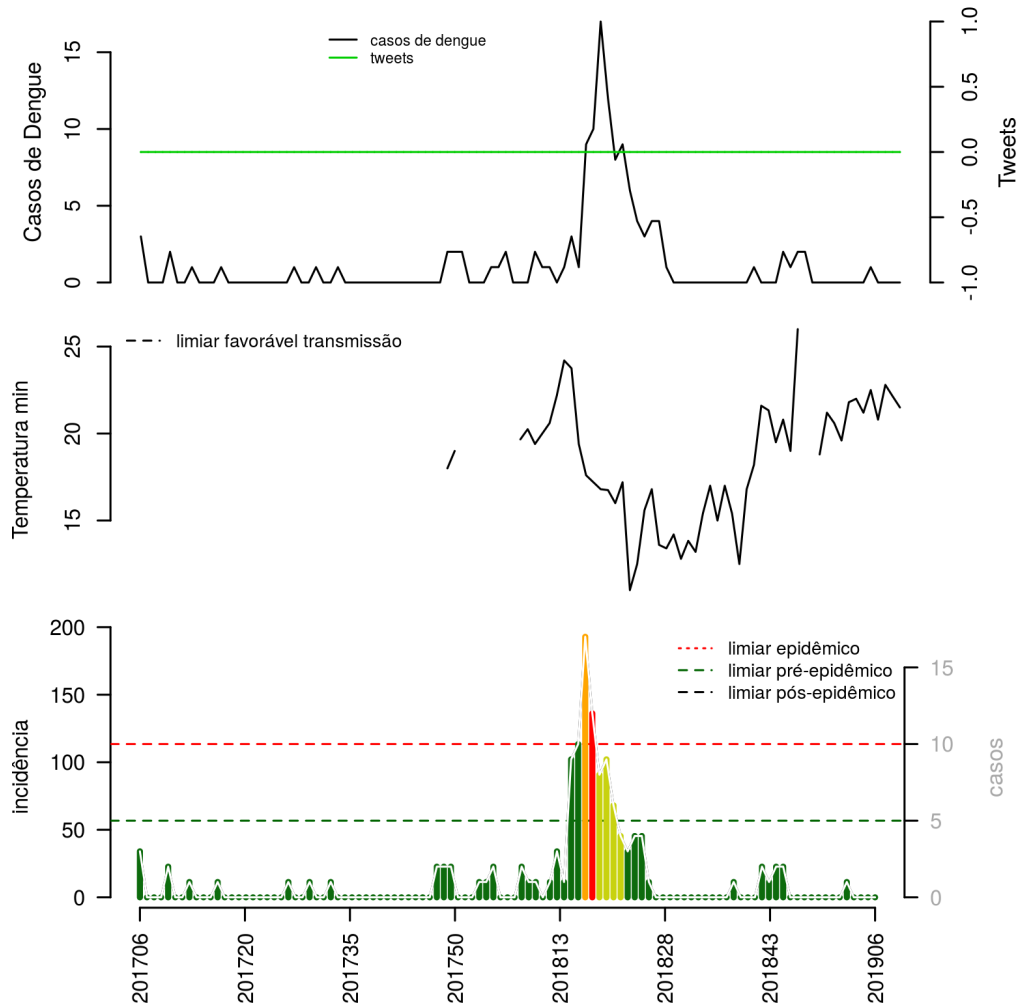 Casos de Dengue
0
5
10
15
casos de dengue
tweets
-1.0
-0.5
0.0
0.5
1.0
Tweets
Temperatura min
15
20
25
limiar favorável transmissão
incidência
0
50
100
150
200
limiar epidêmico
limiar pré-epidêmico
limiar pós-epidêmico
0
5
10
15
casos
201706
201720
201735
201750
201813
201828
201843
201906